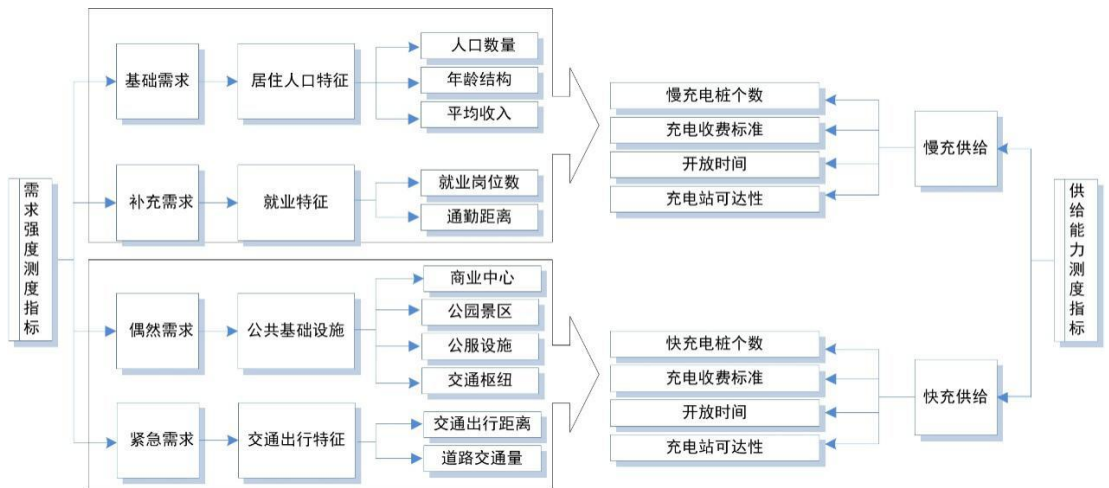 需求强度测度指标
基础需求
居住人口特征
人口数量
年龄结构
平均收入
补充需求
就业特征
就业岗位数
通勤距离
偶然需求
公共基础设施
商业中心
公园景区
公服设施
交通枢纽
紧急需求
交通出行特征
交通出行距离
道路交通量
慢充电桩个数
充电收费标准
开放时间
充电站可达性
慢充供给
快充电桩个数
充电收费标准
开放时间
充电站可达性
快充供给
供给能力测度指标